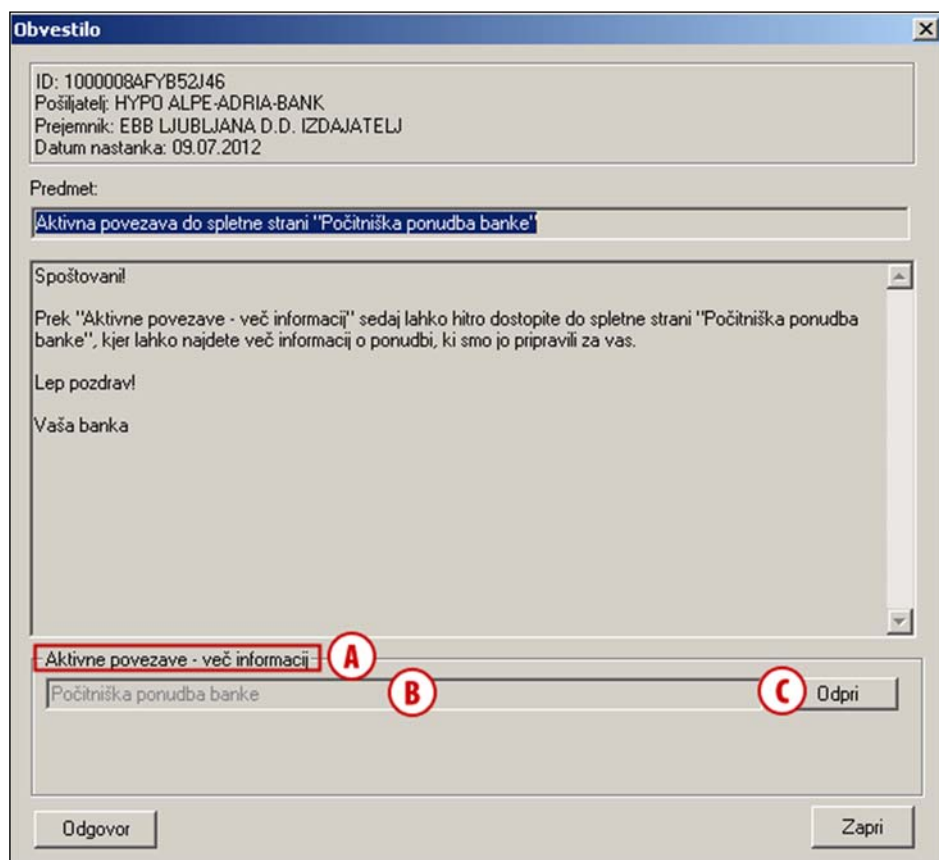 Obvestilo
ID: 1000008AFYB52J46
Pošiljatelj: HYPO ALPE-ADRIA-BANK
Prejemnik: EBB LJUBLJANA D.D. IZDAJATELJ
Datum nastanka: 09.07.2012
Predmet:
Aktivna povezava do spletne strani "Počitniška ponudba banke"
Spoštovani!
Prek "Aktivne povezave - več informacij" sedaj lahko hitro dostopite do spletne strani "Počitniška ponudba
banke", kjer lahko najdete več informacij o ponudbi, ki smo jo pripravili za vas.
Lep pozdrav!
Vaša banka
Aktivne povezave - več informacij A
Počitniška ponudba banke B C Odpri
Odgovor Zapri